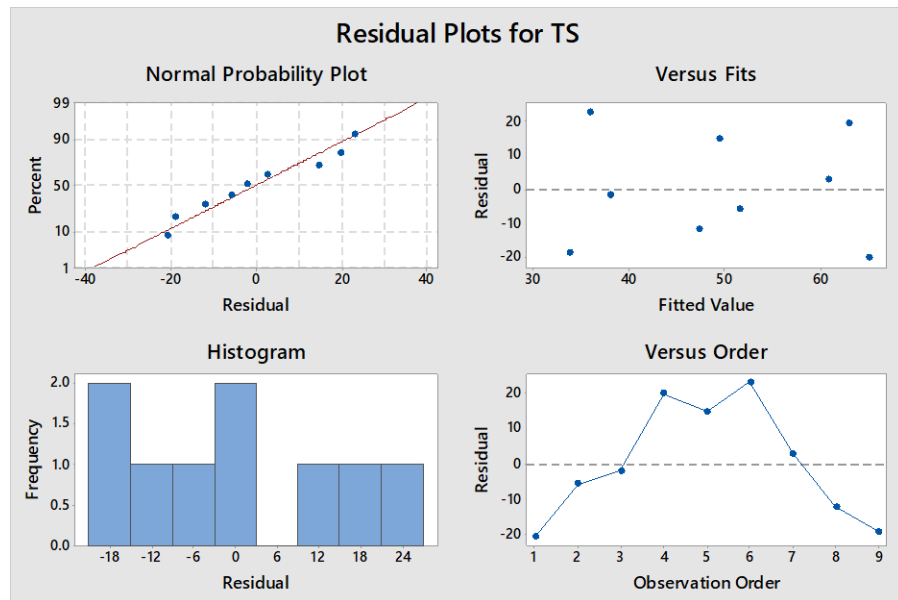 Residual Plots for TS
Normal Probability Plot
99
90
50
10
1
Percent
-40 -20 0 20 40
Residual
Versus Fits
20
10
0
-10
-20
Residual
30 40 50 60
Fitted Value
Histogram
2.0
1.5
1.0
0.5
0.0
Frequency
-18 -12 -6 0 6 12 18 24
Residual
Versus Order
20
10
0
-10
-20
Residual
1 2 3 4 5 6 7 8 9
Observation Order